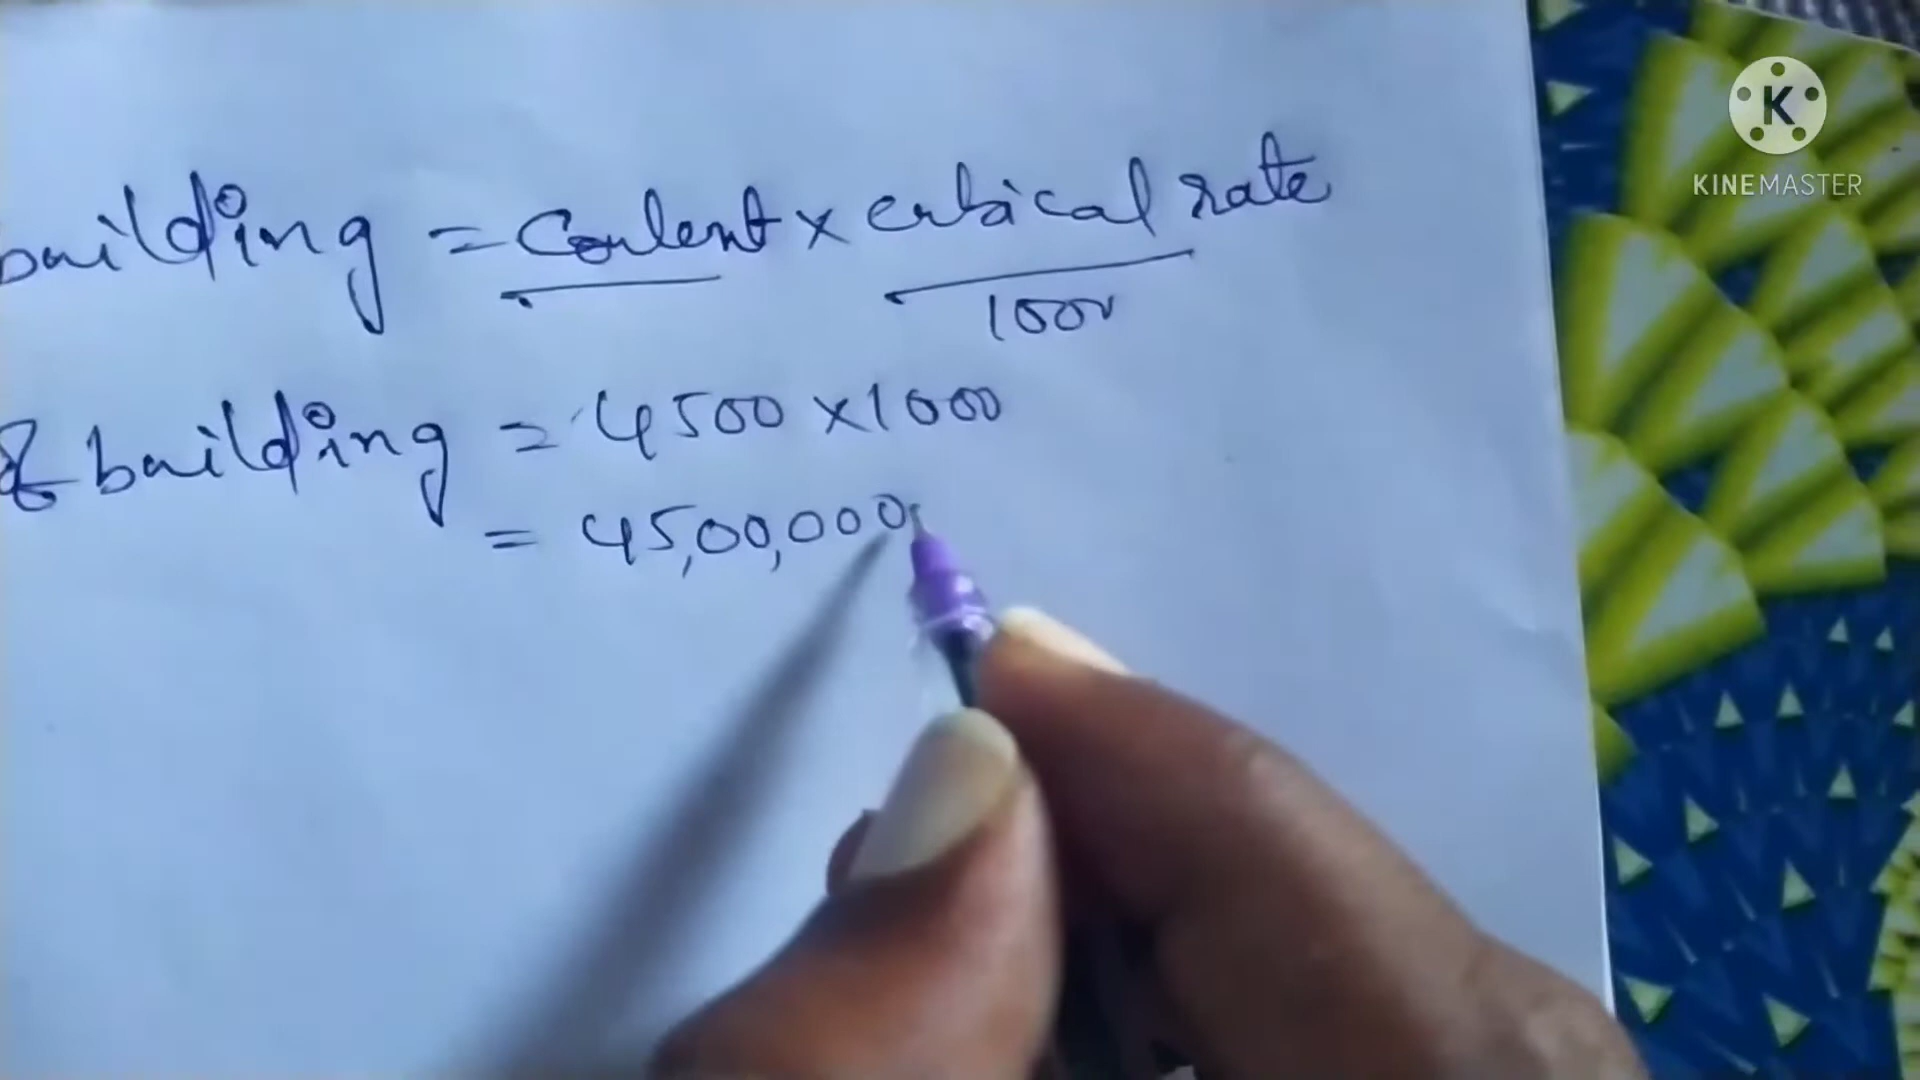 building = Content x cubical rate
1000
building = 4500 x 1000
= 45,00,000
K
KINEMASTER